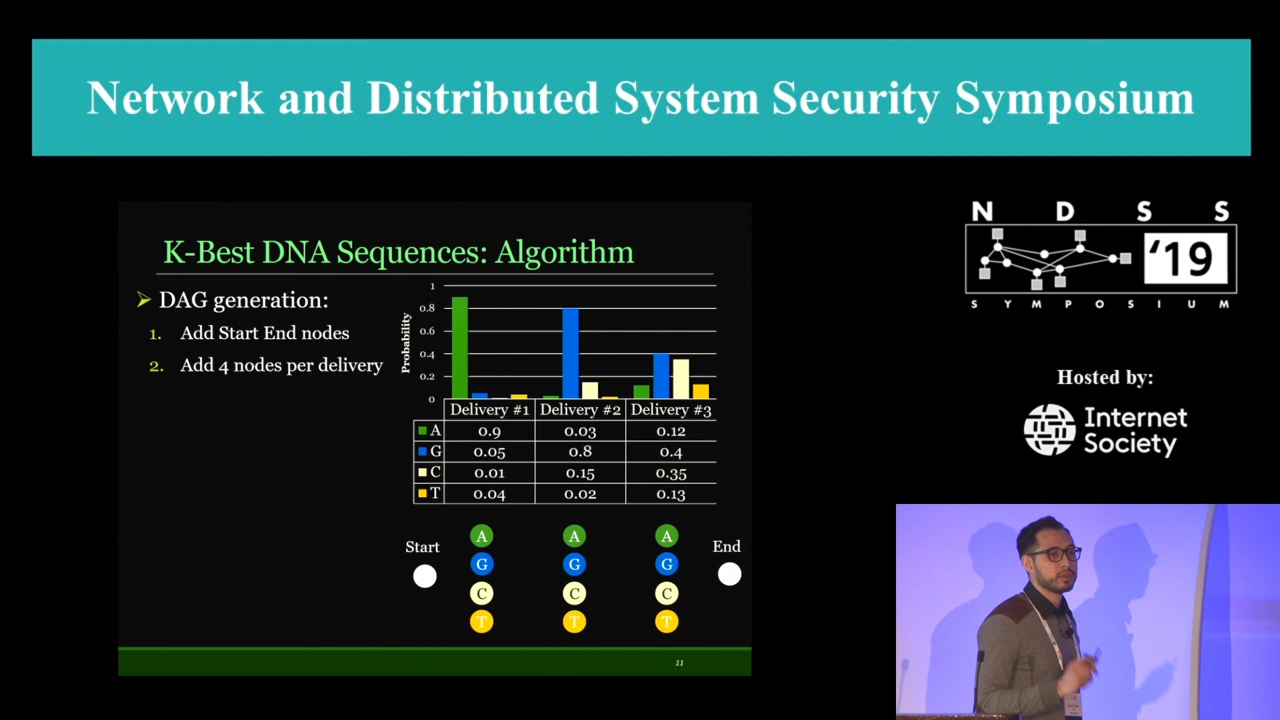 Network and Distributed System Security Symposium
N D S S
'19
SYMPOSIUM
Hosted by:
Internet
Society
K-Best DNA Sequences: Algorithm
➢ DAG generation:
1. Add Start End nodes
2. Add 4 nodes per delivery
Probability
1
0.8
0.6
0.4
0.2
0
Delivery #1 Delivery #2 Delivery #3
A 0.9 0.03 0.12
G 0.05 0.8 0.4
C 0.01 0.15 0.35
T 0.04 0.02 0.13
Start
End
A A A
G G G
C C C
T T T
11